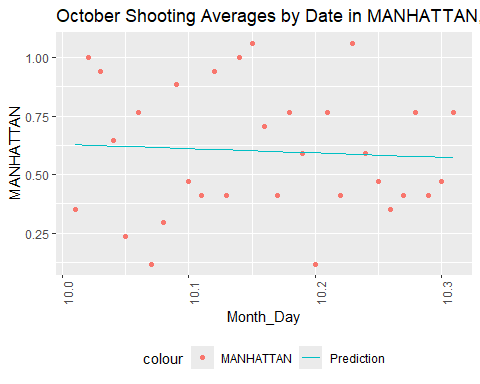 October Shooting Averages by Date in MANHATTAN.
MANHATTAN
1.00
0.75
0.50
0.25
10.0
10.1
10.2
10.3
Month_Day
colour MANHATTAN Prediction